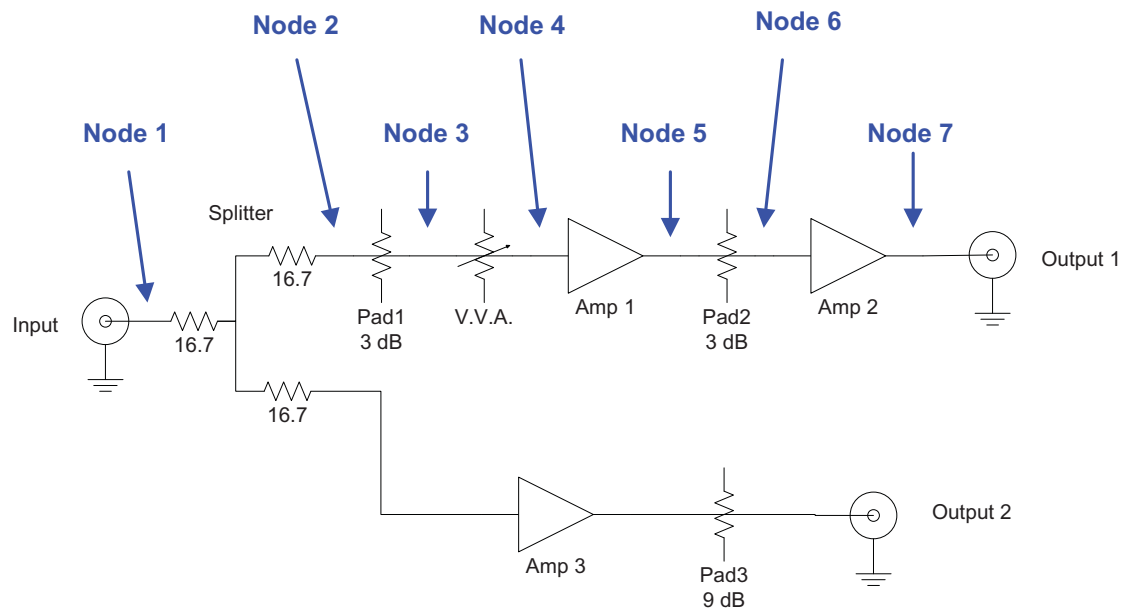 Node 2
Node 4
Node 6
Node 1
Node 3
Node 5
Node 7
Splitter
16.7
Pad1
3 dB
V.V.A.
Amp 1
Pad2
3 dB
Amp 2
Output 1
Input
16.7
16.7
Amp 3
Pad3
9 dB
Output 2